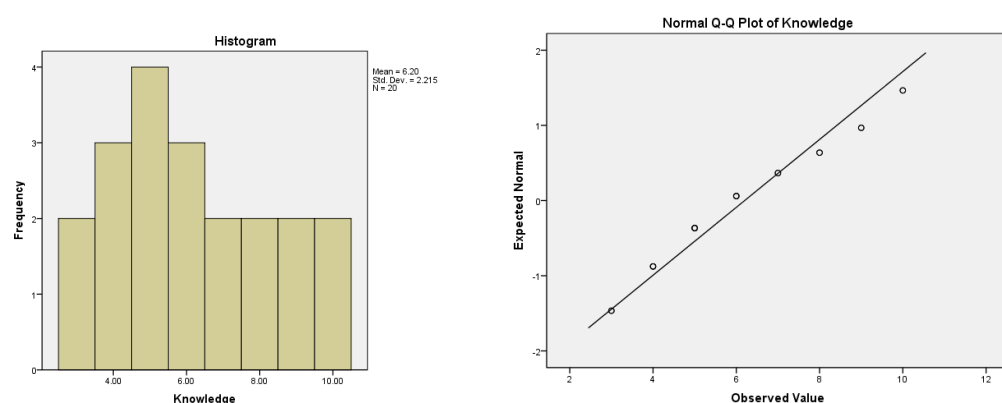 Histogram
Mean = 6.20
Std. Dev. = 2.215
N = 20
Frequency
4
3
2
1
0
4.00 6.00 8.00 10.00
Knowledge
Normal Q-Q Plot of Knowledge
Expected Normal
2
1
0
-1
-2
2 4 6 8 10 12
Observed Value